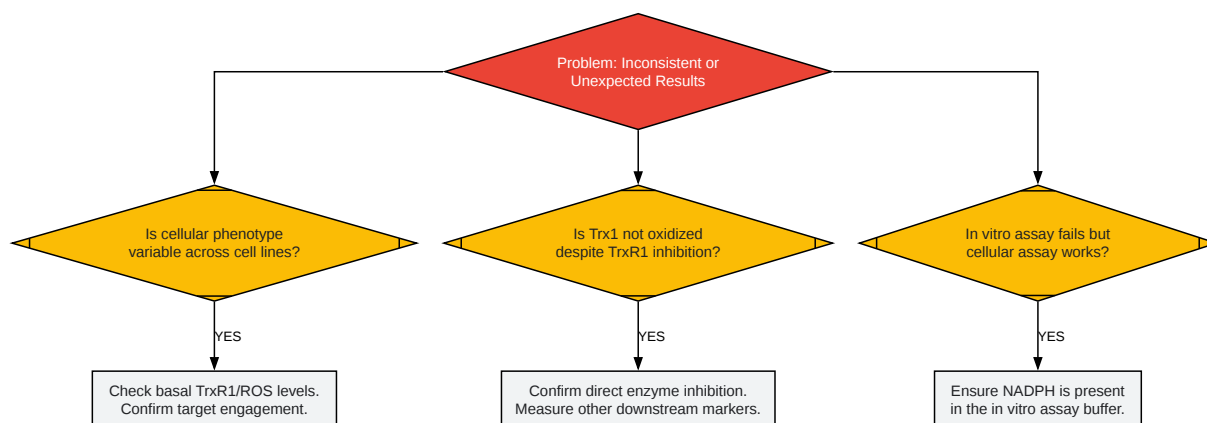 Problem: Inconsistent or
Unexpected Results
Is cellular phenotype
variable across cell lines?
Is Trx1 not oxidized
despite TrxR1 inhibition?
In vitro assay fails but
cellular assay works?
YES
YES
YES
Check basal TrxR1/ROS levels.
Confirm target engagement.
Confirm direct enzyme inhibition.
Measure other downstream markers.
Ensure NADPH is present
in the in vitro assay buffer.